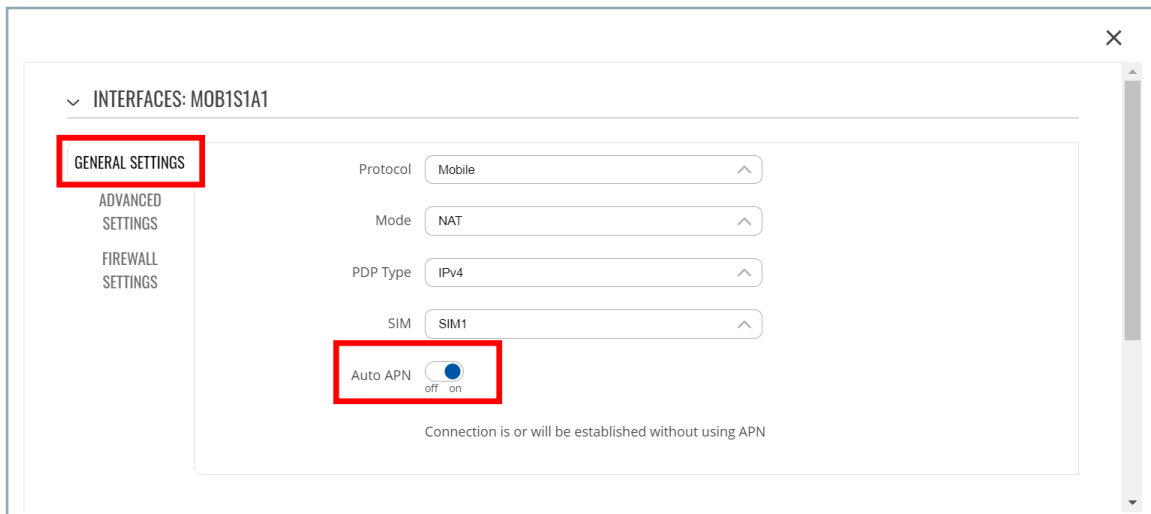 INTERFACES: MOB1S1A1
GENERAL SETTINGS
ADVANCED
SETTINGS
FIREWALL
SETTINGS
Protocol Mobile
Mode NAT
PDP Type IPv4
SIM SIM1
Auto APN
off on
Connection is or will be established without using APN